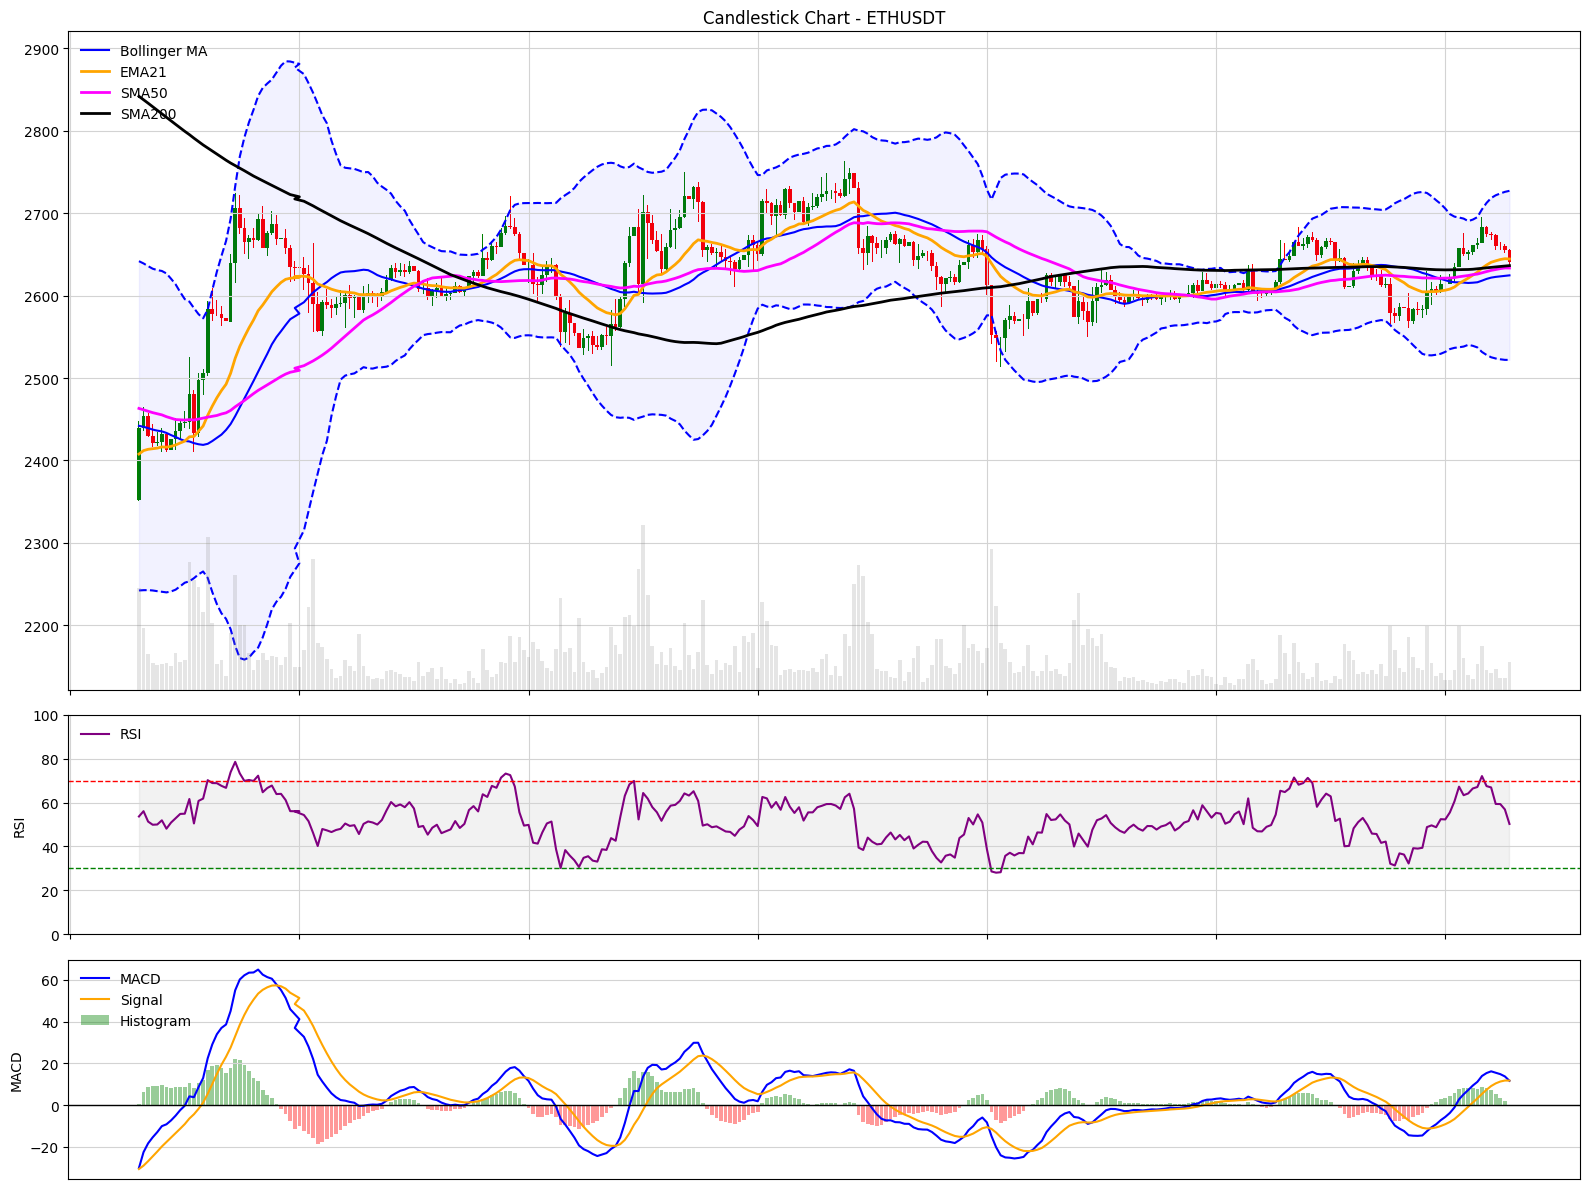 Candlestick Chart - ETHUSDT
2900
2800
2700
2600
2500
2400
2300
2200
Bollinger MA
EMA21
SMA50
SMA200
100
80
60
40
20
0
RSI
RSI
60
40
20
0
−20
MACD
MACD
Signal
Histogram